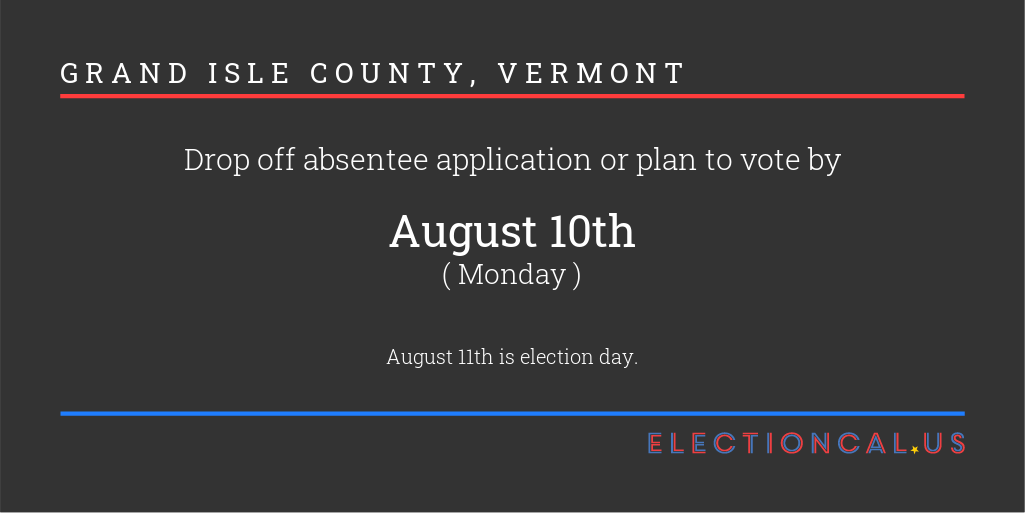 GRAND ISLE COUNTY, VERMONT
Drop off absentee application or plan to vote by
August 10th
( Monday )
August 11th is election day.
ELECTIONCAL.US